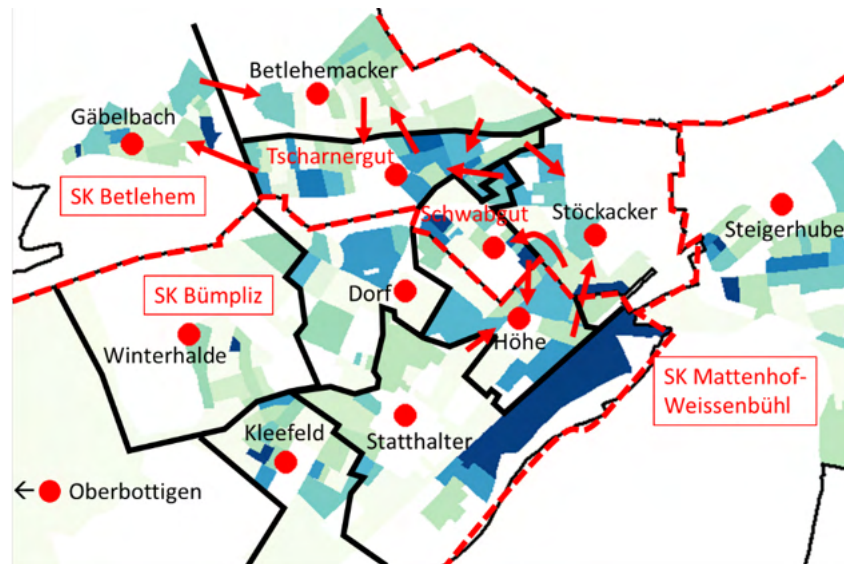 Betlehemacker
Gäbelbach
Tscharnergut
SK Betlehem
Schwabgut
Stöckacker
Steigerhube
SK Bümpliz
Dorf
Winterhalde
Höhe
SK Mattenhof-
Weissenbühl
Kleefeld
Statthalter
← Oberbottigen